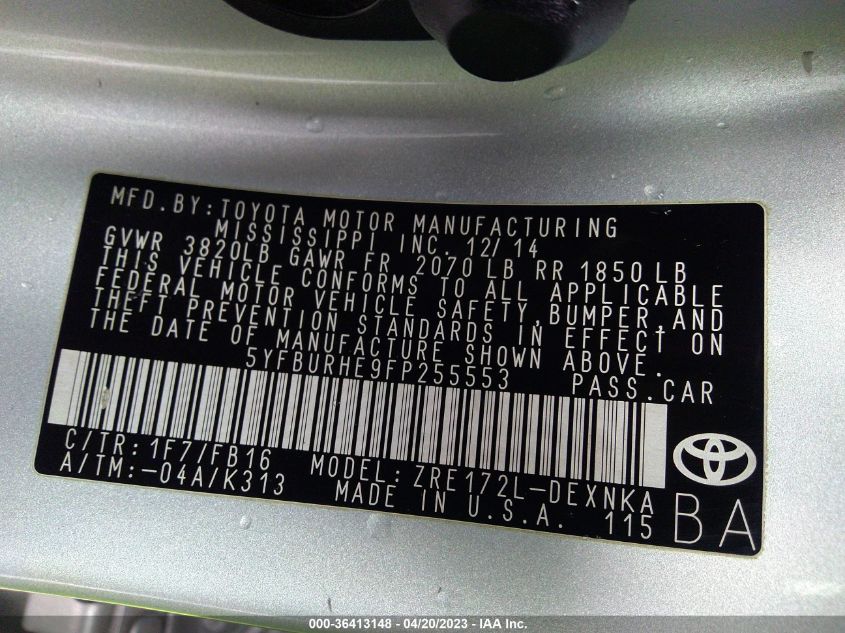 MFD.BY:TOYOTA MOTOR MANUFACTURING
MISSISSIPPI INC. 12/14
GVWR 3820LB GAWR FR 2070LB RR 1850LB
THIS VEHICLE CONFORMS TO ALL APPLICABLE
FEDERAL MOTOR VEHICLE SAFETY,BUMPER,AND
THEFT PREVENTION STANDARDS IN EFFECT ON
THE DATE OF MANUFACTURE SHOWN ABOVE.
5YFBURHE9FP255553 PASS.CAR
C/TR:1F7/FB16 MODEL:ZRE172L-DEXNKA
A/TM:-04A/K313 MADE IN U.S.A. 115
BA
000-36413148 - 04/20/2023 - IAA Inc.